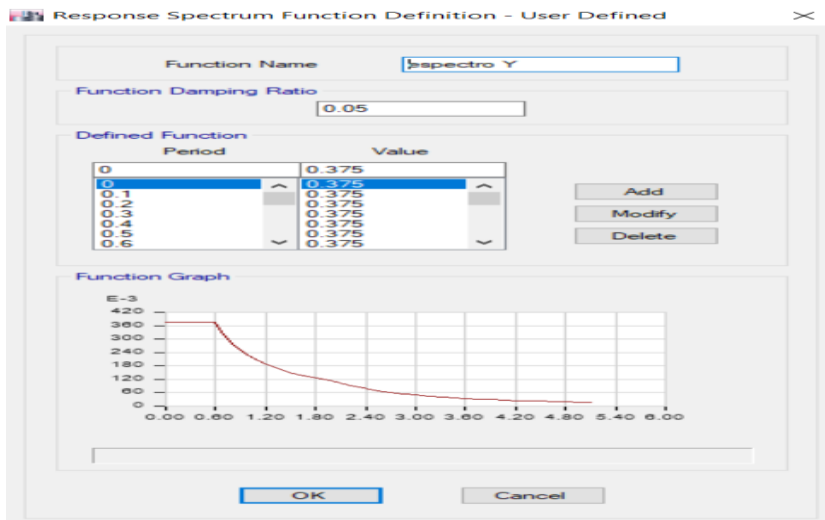 Response Spectrum Function Definition - User Defined
Function Name espectro Y
Function Damping Ratio
0.05
Defined Function
Period Value
0 0.375
0 0.375
0.1 0.375
0.2 0.375
0.3 0.375
0.4 0.375
0.5 0.375
0.6 0.375
Add
Modify
Delete
Function Graph
E-3
420
360
300
240
180
120
60
0
0.00 0.60 1.20 1.80 2.40 3.00 3.60 4.20 4.80 5.40 6.00
OK Cancel